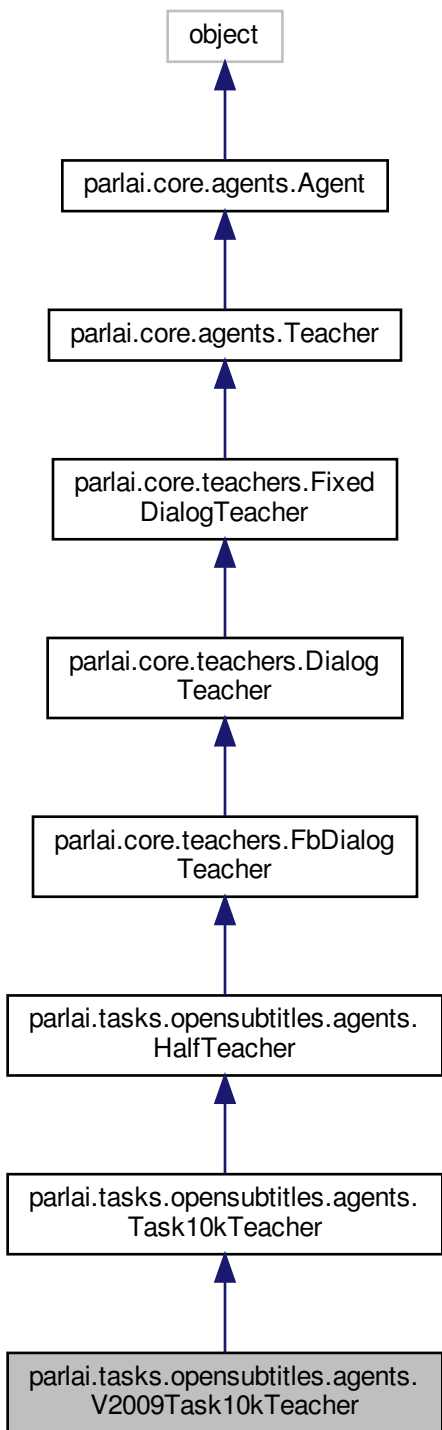 object
parlai.core.agents.Agent
parlai.core.agents.Teacher
parlai.core.teachers.Fixed
DialogTeacher
parlai.core.teachers.Dialog
Teacher
parlai.core.teachers.FbDialog
Teacher
parlai.tasks.opensubtitles.agents.
HalfTeacher
parlai.tasks.opensubtitles.agents.
Task10kTeacher
parlai.tasks.opensubtitles.agents.
V2009Task10kTeacher